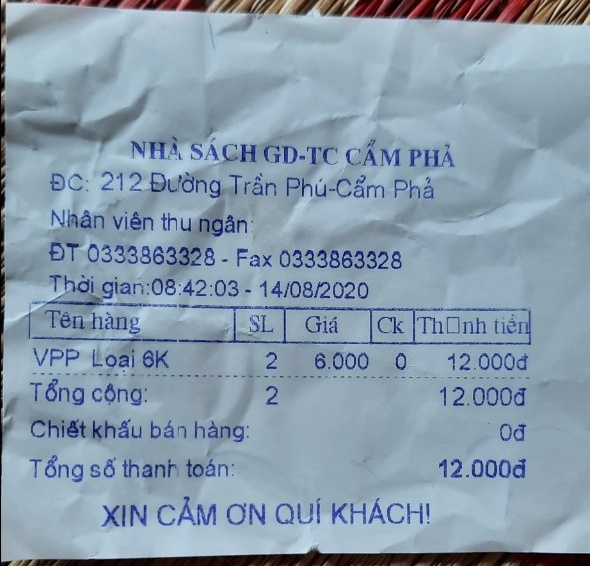 NHÀ SÁCH GD-TC CẨM PHẢ
ĐC: 212 Đường Trần Phú-Cẩm Phả
Nhân viên thu ngân:
ĐT 0333863328 - Fax 0333863328
Thời gian:08:42:03 - 14/08/2020
Tên hàng SL Giá Ck Th□nh tiền
VPP Loại 6K 2 6.000 0 12.000đ
Tổng cộng: 2 12.000đ
Chiết khấu bán hàng: 0đ
Tổng số thanh toán: 12.000đ
XIN CẢM ƠN QUÍ KHÁCH!